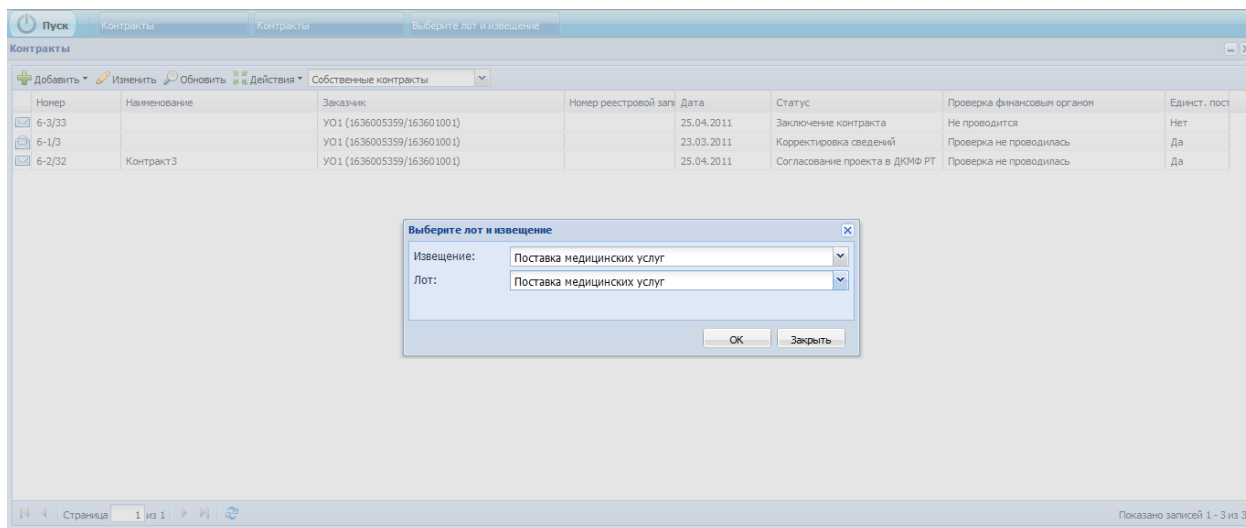 Пуск Контракты Контракты Выберите лот и извещение
Контракты
Добавить Изменить Обновить Действия Собственные контракты
Номер Наименование Заказчик Номер реестровой зап Дата Статус Проверка финансовым органом Единст. пост
6-3/33 УО1 (1636005359/163601001) 25.04.2011 Заключение контракта Не проводится Нет
6-1/3 УО1 (1636005359/163601001) 23.03.2011 Корректировка сведений Проверка не проводилась Да
6-2/32 Контракт3 УО1 (1636005359/163601001) 25.04.2011 Согласование проекта в ДКМФ РТ Проверка не проводилась Да
Выберите лот и извещение
Извещение: Поставка медицинских услуг
Лот: Поставка медицинских услуг
ОК Закрыть
Страница 1 из 1 Показано записей 1 - 3 из 3